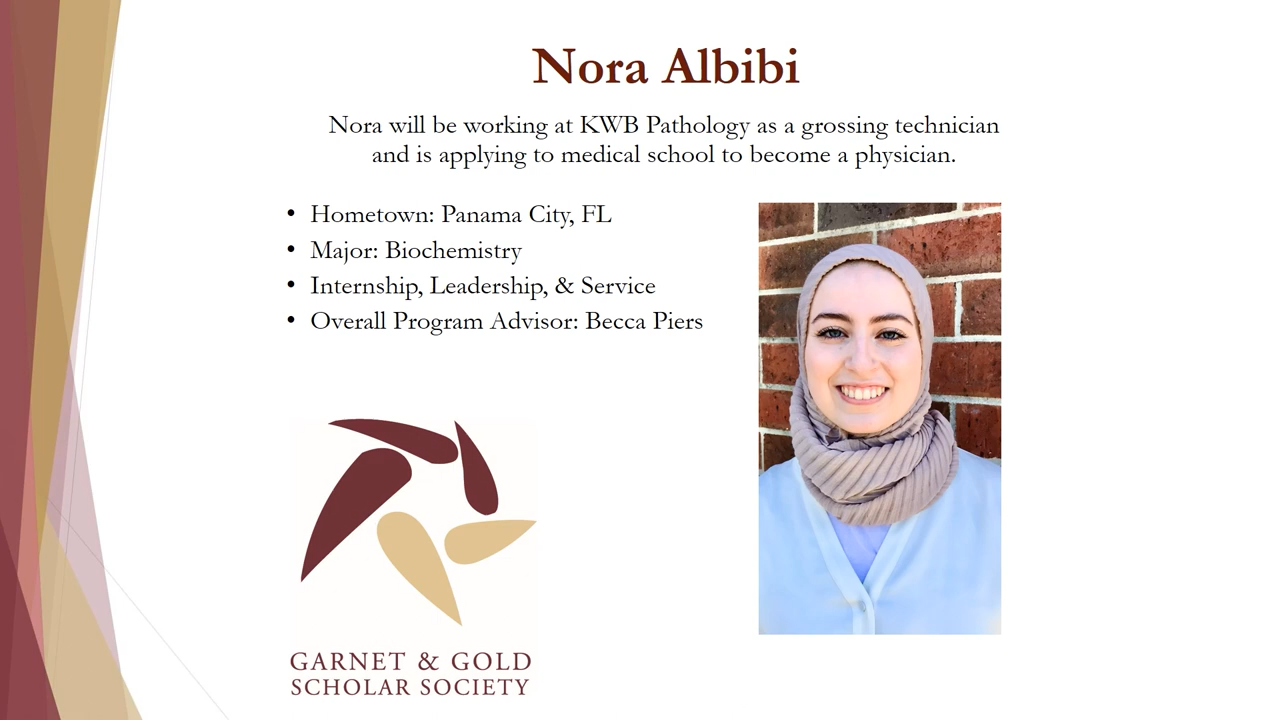 Nora Albibi
Nora will be working at KWB Pathology as a grossing technician
and is applying to medical school to become a physician.
• Hometown: Panama City, FL
• Major: Biochemistry
• Internship, Leadership, & Service
• Overall Program Advisor: Becca Piers
GARNET & GOLD
SCHOLAR SOCIETY